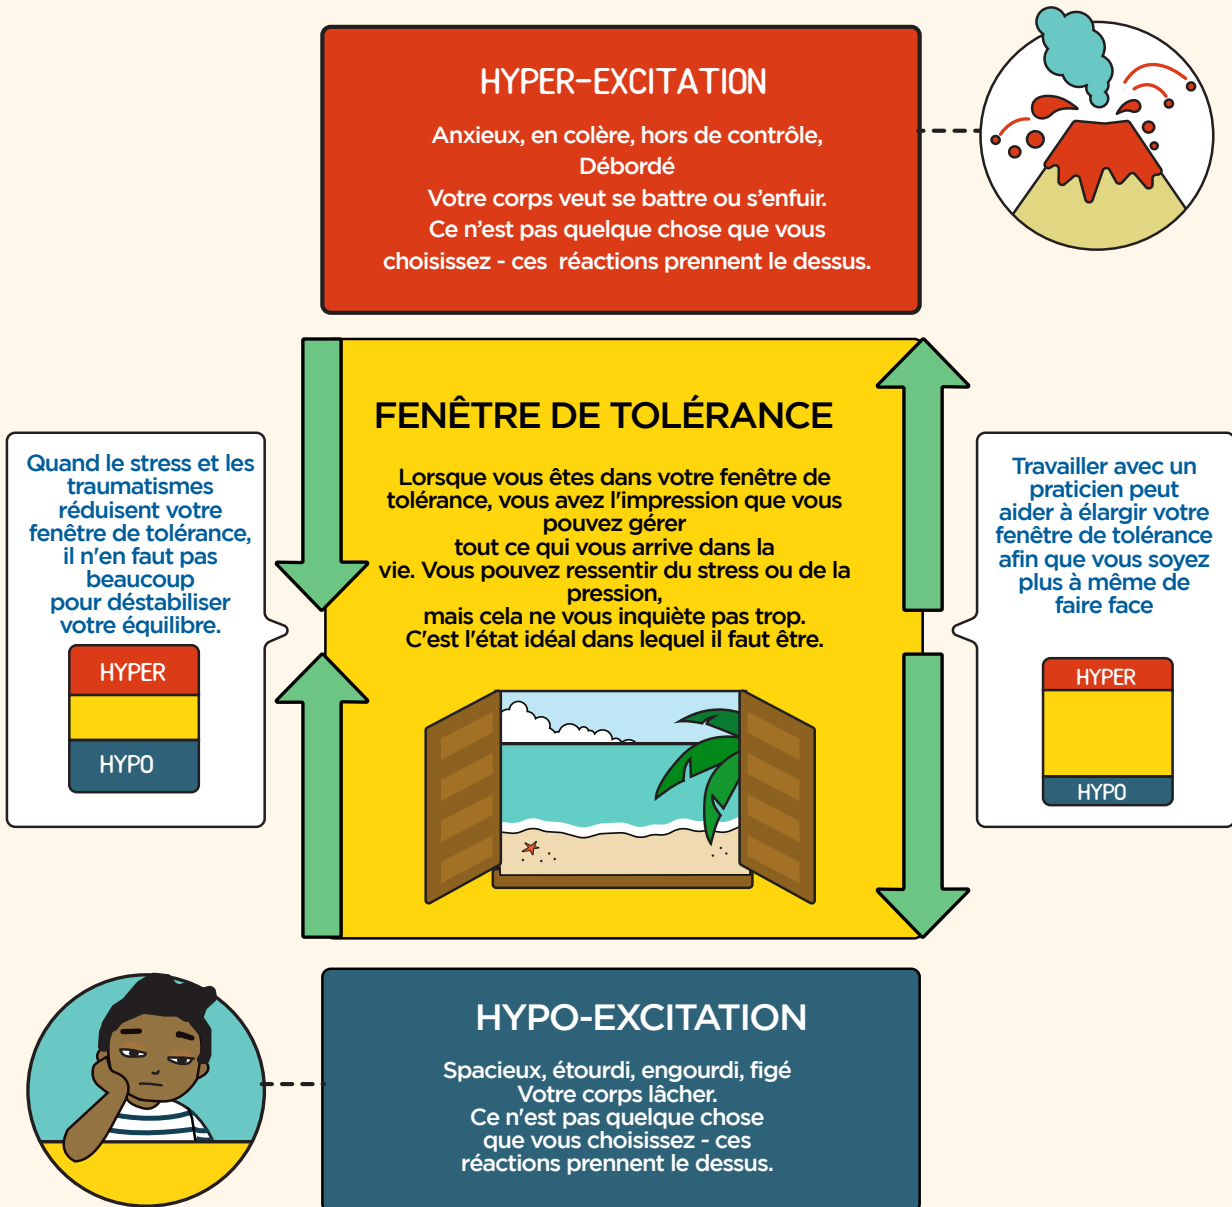 HYPER-EXCITATION
Anxieux, en colère, hors de contrôle,
Débordé
Votre corps veut se battre ou s’enfuir.
Ce n’est pas quelque chose que vous
choisissez - ces réactions prennent le dessus.
FENÊTRE DE TOLÉRANCE
Lorsque vous êtes dans votre fenêtre de
tolérance, vous avez l'impression que vous
pouvez gérer
tout ce qui vous arrive dans la
vie. Vous pouvez ressentir du stress ou de la
pression,
mais cela ne vous inquiète pas trop.
C'est l'état idéal dans lequel il faut être.
Quand le stress et les
traumatismes
réduisent votre
fenêtre de tolérance,
il n'en faut pas
beaucoup
pour déstabiliser
votre équilibre.
HYPER
HYPO
Travailler avec un
praticien peut
aider à élargir votre
fenêtre de tolérance
afin que vous soyez
plus à même de
faire face
HYPER
HYPO
HYPO-EXCITATION
Spacieux, étourdi, engourdi, figé
Votre corps lâcher.
Ce n'est pas quelque chose
que vous choisissez - ces
réactions prennent le dessus.